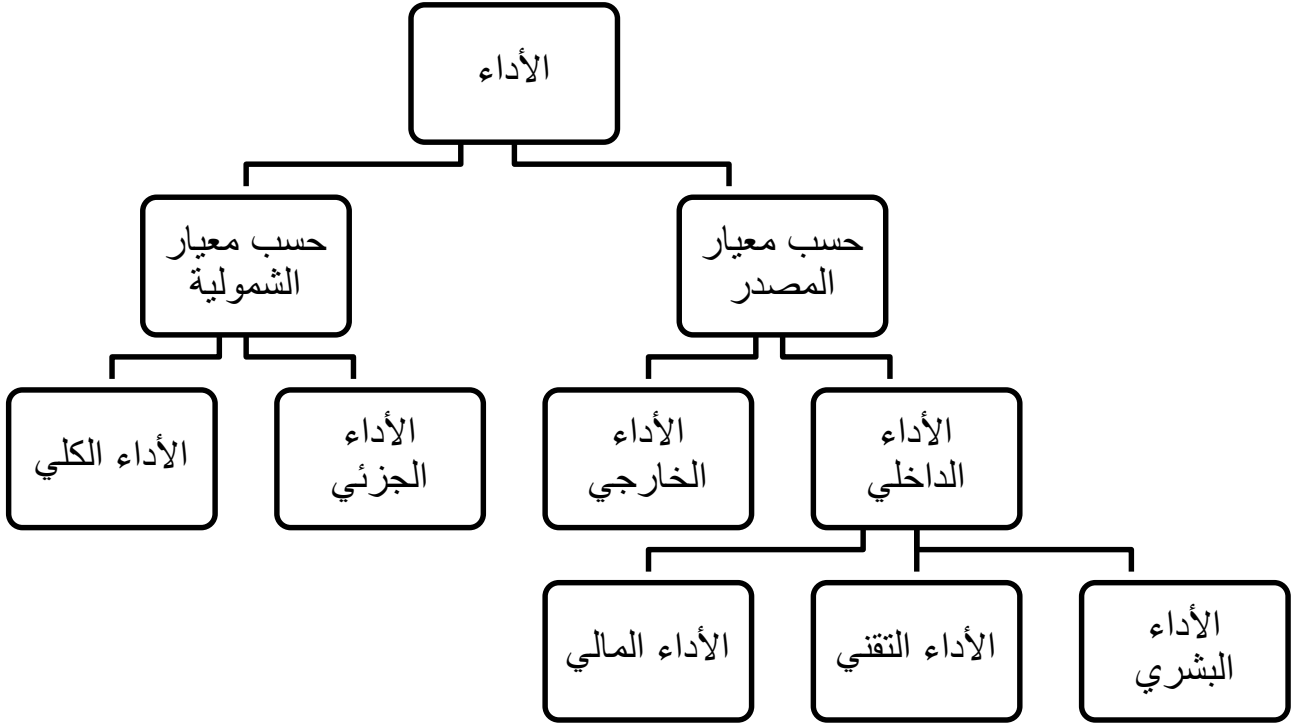 الأداء
حسب معيار
المصدر
حسب معيار
الشمولية
الأداء
الداخلي
الأداء
الخارجي
الأداء
الجزئي
الأداء الكلي
الأداء
البشري
الأداء التقني
الأداء المالي